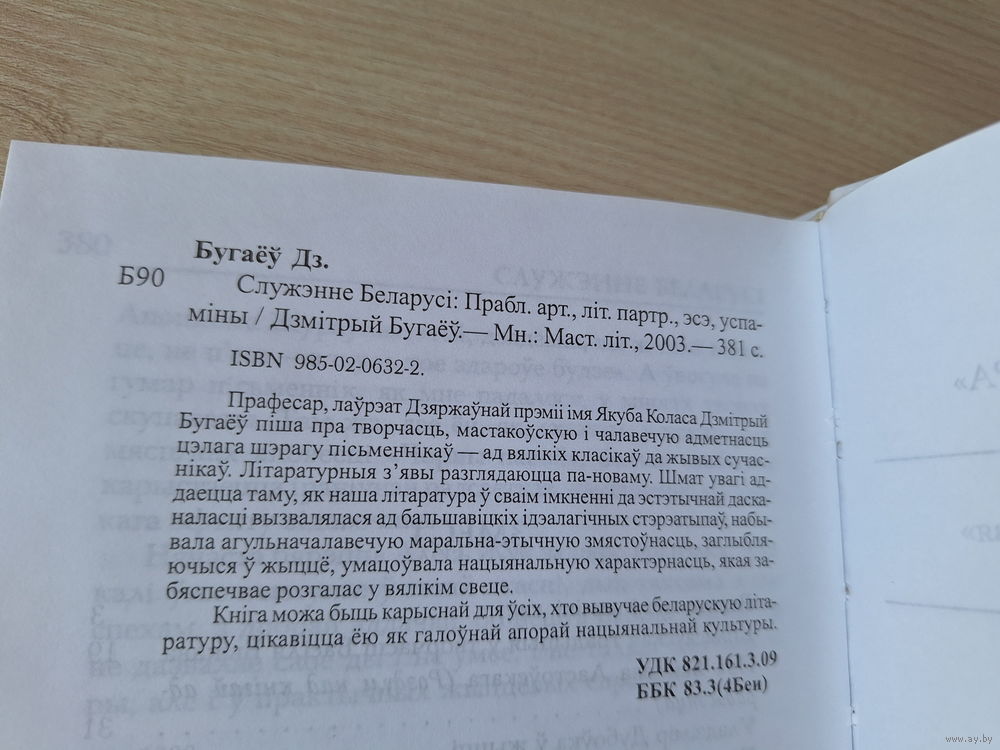 Бугаёў Дз.
Б90
Служэнне Беларусі: Прабл. арт., літ. партр., эсэ, успа-
міны / Дзмітрый Бугаёў.— Мн.: Маст. літ., 2003.— 381 с.
ISBN 985-02-0632-2.
Прафесар, лаўрэат Дзяржаўнай прэміі імя Якуба Коласа Дзмітрый
Бугаёў піша пра творчасць, мастакоўскую і чалавечую адметнасць
цэлага шэрагу пісьменнікаў — ад вялікіх класікаў да жывых сучас-
нікаў. Літаратурныя з’явы разглядаюцца па-новаму. Шмат увагі ад-
даецца таму, як наша літаратура ў сваім імкненні да эстэтычнай даска-
наласці вызвалялася ад бальшавіцкіх ідэалагічных стэрэатыпаў, набы-
вала агульначалавечую маральна-этычную змястоўнасць, заглыбля-
ючыся ў жыццё, умацоўвала нацыянальную характэрнасць, якая за-
бяспечвае розгалас у вялікім свеце.
Кніга можа быць карыснай для ўсіх, хто вывучае беларускую літа-
ратуру, цікавіцца ёю як галоўнай апорай нацыянальнай культуры.
УДК 821.161.3.09
ББК 83.3(4Беи)
www.ay.by